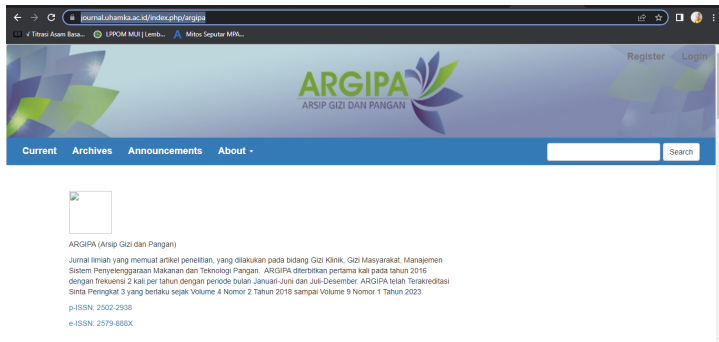 journal.uhamka.ac.id/index.php/argipa
√ Titrasi Asam Basa...
LPPOM MUI | Lemb...
Mitos Seputar MPA...
Register
Login
ARGIPA
ARSIP GIZI DAN PANGAN
Current Archives Announcements About
Search
ARGIPA (Arsip Gizi dan Pangan)
Jurnal Ilmiah yang memuat artikel penelitian, yang dilakukan pada bidang Gizi Klinik, Gizi Masyarakat, Manajemen
Sistem Penyelenggaraan Makanan dan Teknologi Pangan. ARGIPA diterbitkan pertama kali pada tahun 2016
dengan frekuensi 2 kali per tahun dengan periode bulan Januari-Juni dan Juli-Desember. ARGIPA telah Terakreditasi
Sinta Peringkat 3 yang berlaku sejak Volume 4 Nomor 2 Tahun 2018 sampai Volume 9 Nomor 1 Tahun 2023.
p-ISSN: 2502-2938
e-ISSN: 2579-888X